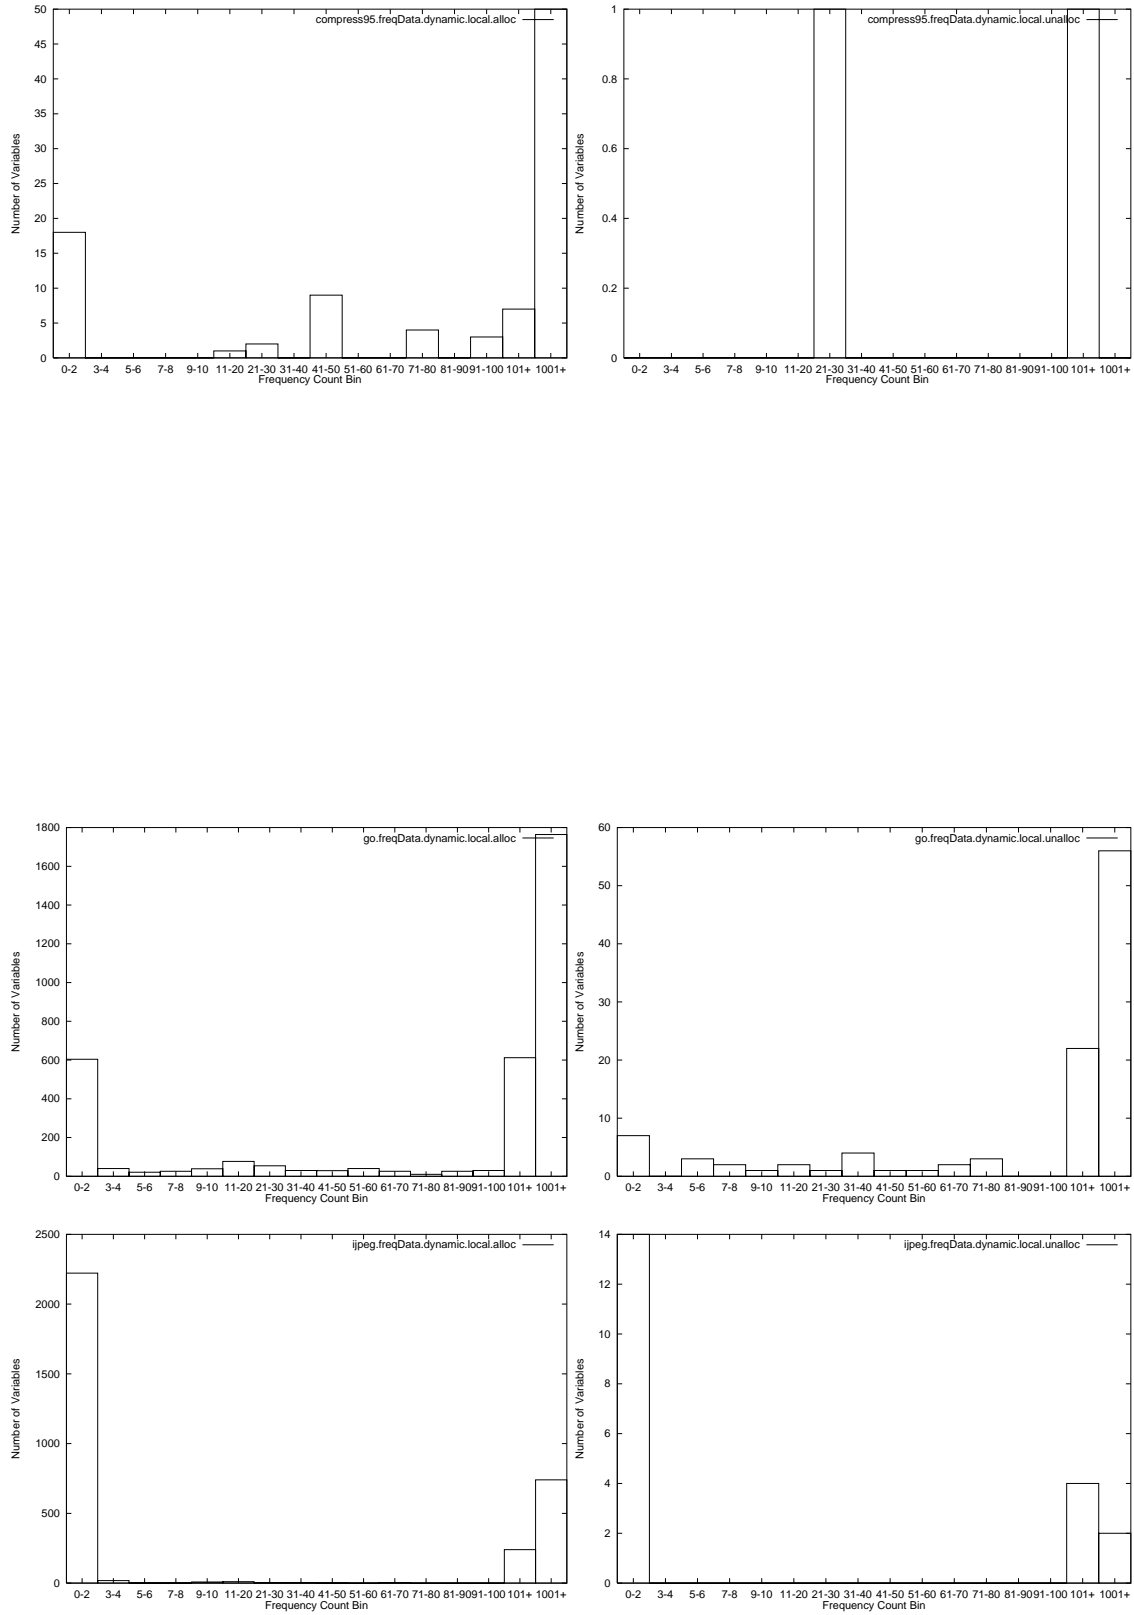 compress95.freqData.dynamic.local.alloc
50
45
40
35
30
25
20
15
10
5
0
Number of Variables
0-2 3-4 5-6 7-8 9-10 11-20 21-30 31-40 41-50 51-60 61-70 71-80 81-90 91-100 101+ 1001+
Frequency Count Bin
compress95.freqData.dynamic.local.unalloc
1
0.8
0.6
0.4
0.2
0
Number of Variables
0-2 3-4 5-6 7-8 9-10 11-20 21-30 31-40 41-50 51-60 61-70 71-80 81-90 91-100 101+ 1001+
Frequency Count Bin
go.freqData.dynamic.local.alloc
1800
1600
1400
1200
1000
800
600
400
200
0
Number of Variables
0-2 3-4 5-6 7-8 9-10 11-20 21-30 31-40 41-50 51-60 61-70 71-80 81-90 91-100 101+ 1001+
Frequency Count Bin
go.freqData.dynamic.local.unalloc
60
50
40
30
20
10
0
Number of Variables
0-2 3-4 5-6 7-8 9-10 11-20 21-30 31-40 41-50 51-60 61-70 71-80 81-90 91-100 101+ 1001+
Frequency Count Bin
ijpeg.freqData.dynamic.local.alloc
2500
2000
1500
1000
500
0
Number of Variables
0-2 3-4 5-6 7-8 9-10 11-20 21-30 31-40 41-50 51-60 61-70 71-80 81-90 91-100 101+ 1001+
Frequency Count Bin
ijpeg.freqData.dynamic.local.unalloc
14
12
10
8
6
4
2
0
Number of Variables
0-2 3-4 5-6 7-8 9-10 11-20 21-30 31-40 41-50 51-60 61-70 71-80 81-90 91-100 101+ 1001+
Frequency Count Bin